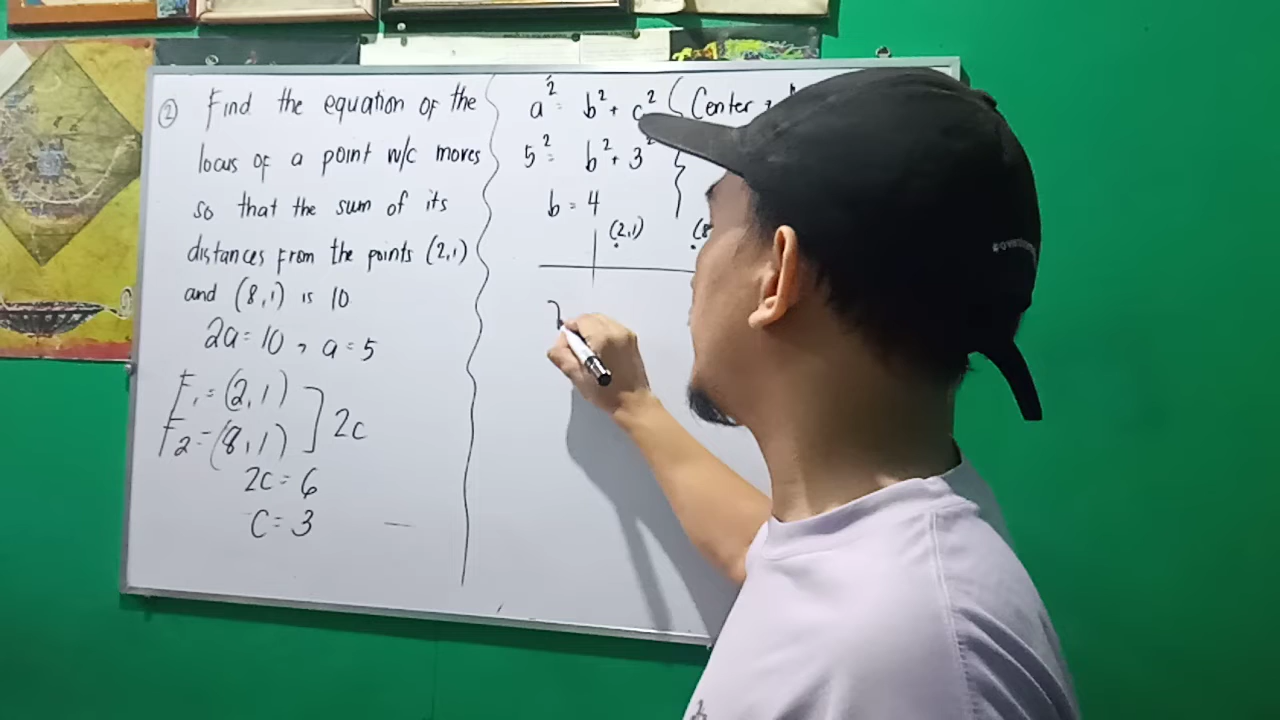 ② Find the equation of the
locus of a point w/c moves
so that the sum of its
distances from the points (2,1)
and (8,1) is 10
2a = 10, a = 5
F₁ = (2,1)
F₂ = (8,1)
2c
2c = 6
c = 3
a² = b² + c²
5² = b² + 3²
b = 4
(2,1)
(8
Center